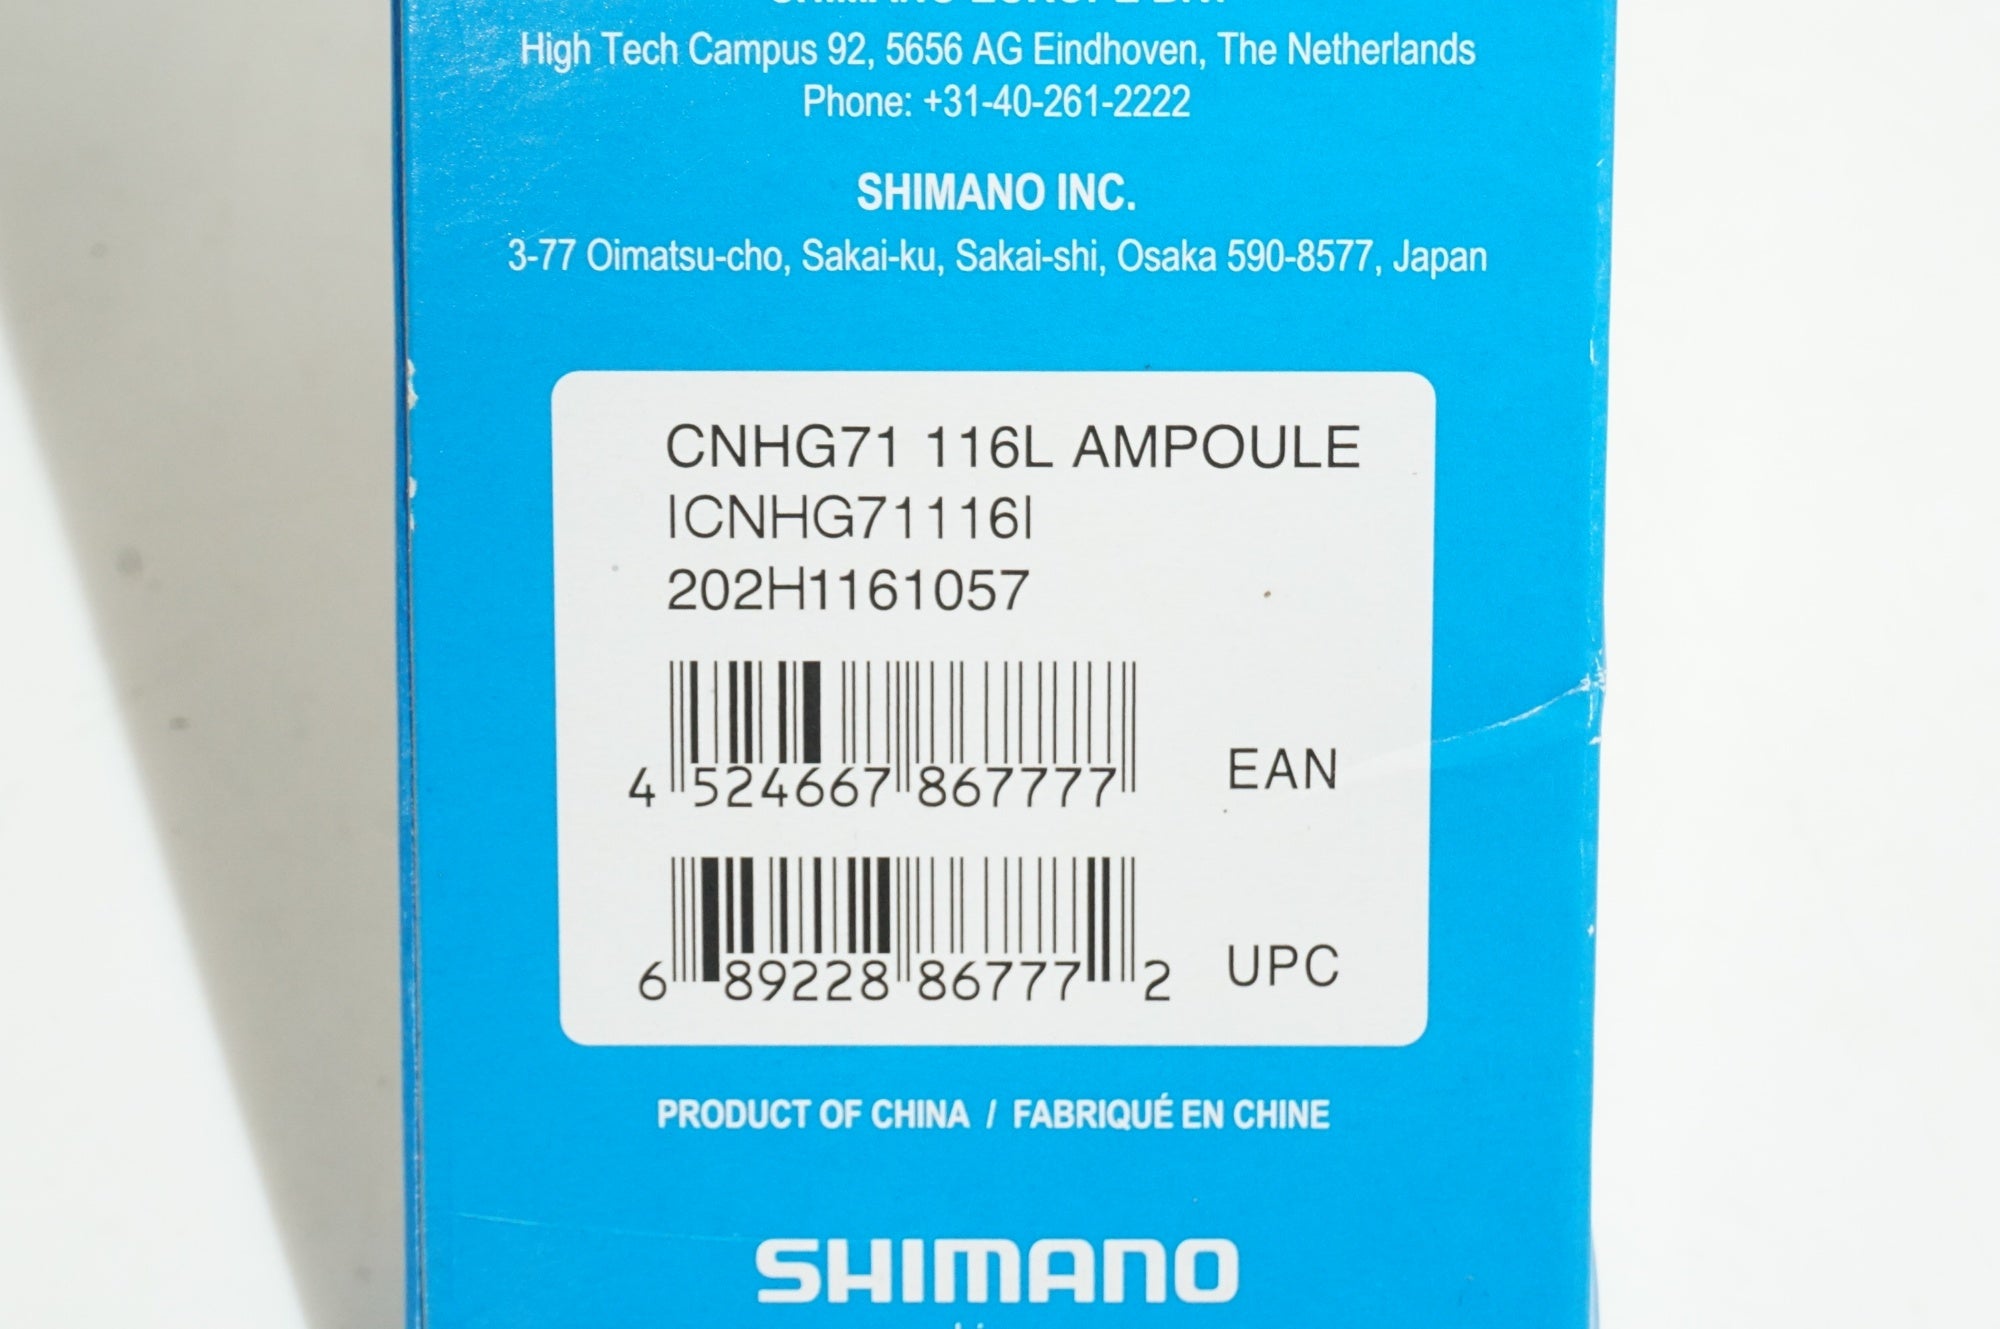 SHIMANO EUROPE B.V.
High Tech Campus 92, 5656 AG Eindhoven, The Netherlands
Phone: +31-40-261-2222
SHIMANO INC.
3-77 Oimatsu-cho, Sakai-ku, Sakai-shi, Osaka 590-8577, Japan
CNHG71 116L AMPOULE
ICNHG71116I
202H1161057
4 524667 867777 EAN
6 89228 86777 2 UPC
PRODUCT OF CHINA / FABRIQUÉ EN CHINE
SHIMANO